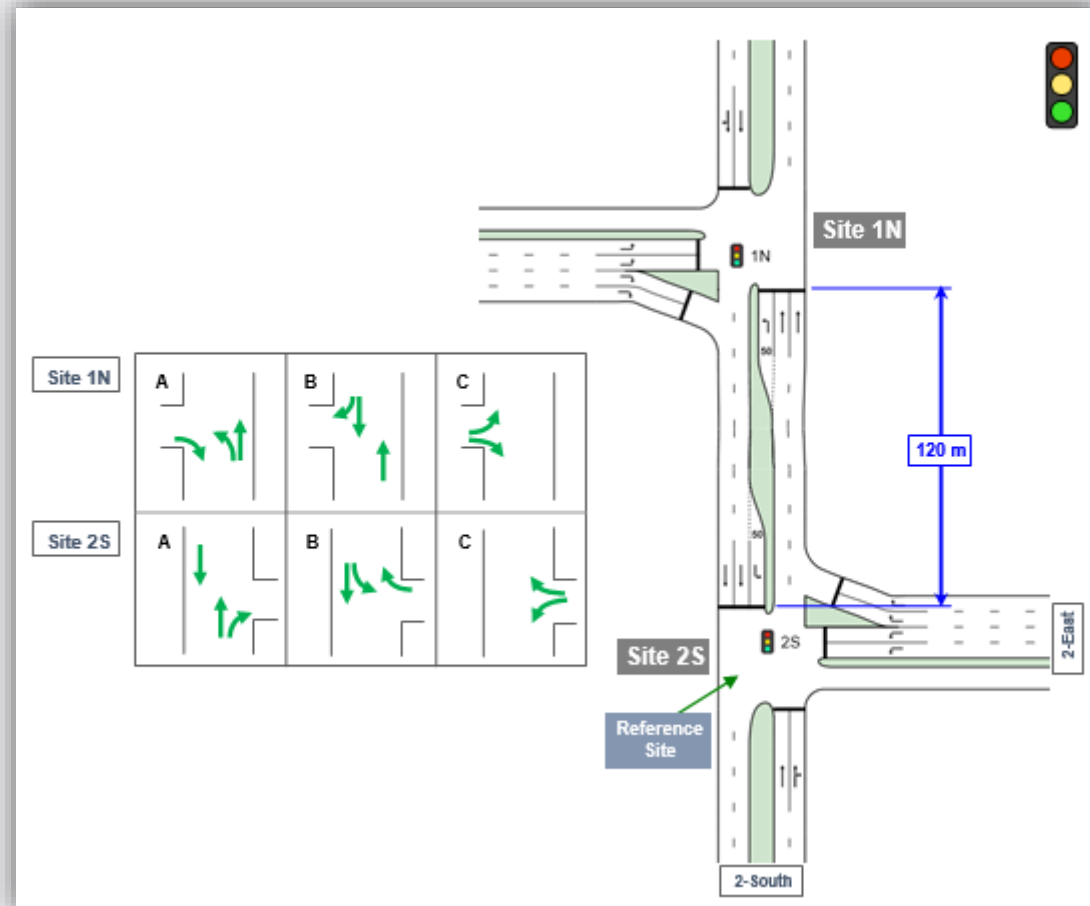 Site 1N
1N
50
Site 1N
A
B
C
120 m
Site 2S
A
B
C
50
Site 2S
2S
2-East
Reference
Site
2-South